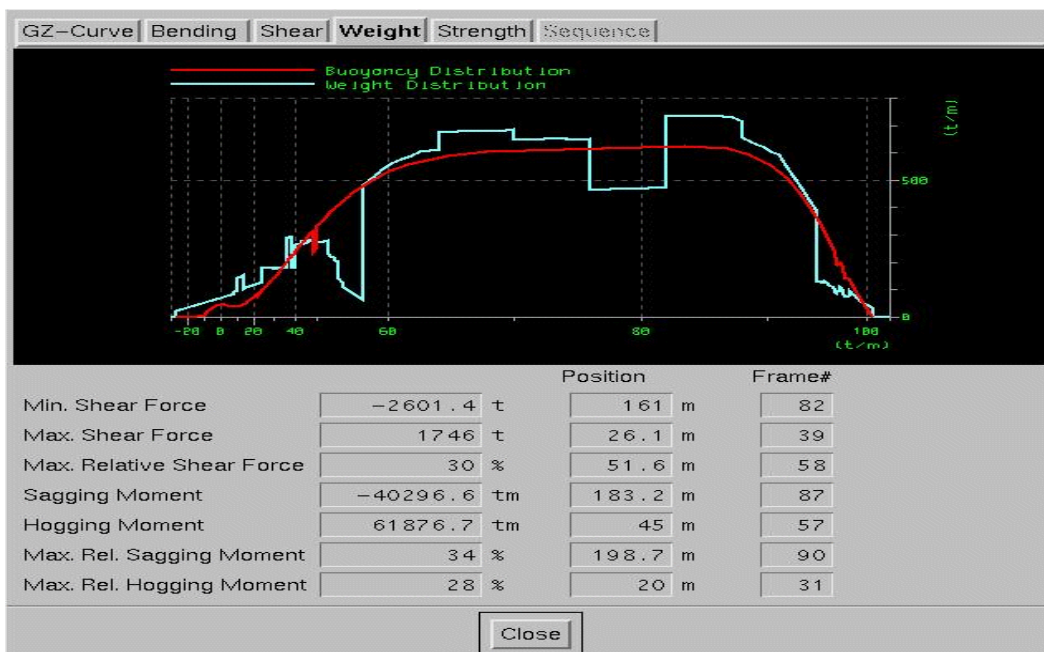 GZ-Curve Bending Shear Weight Strength Sequence
Buoyancy Distribution
Weight Distribution
(t/m)
500
0
-20 0 20 40 60 80 100
(t/m)
Position Frame#
Min. Shear Force -2601.4 t 161 m 82
Max. Shear Force 1746 t 26.1 m 39
Max. Relative Shear Force 30 % 51.6 m 58
Sagging Moment -40296.6 tm 183.2 m 87
Hogging Moment 61876.7 tm 45 m 57
Max. Rel. Sagging Moment 34 % 198.7 m 90
Max. Rel. Hogging Moment 28 % 20 m 31
Close